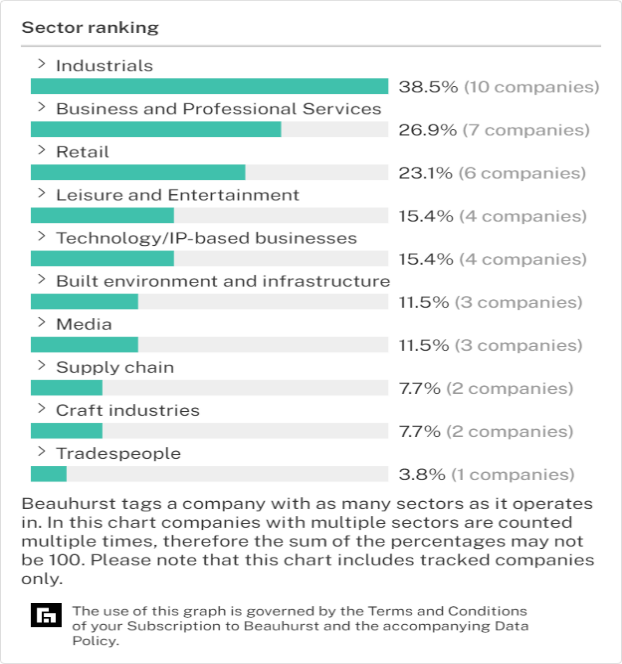 Sector ranking
Industrials
38.5% (10 companies)
Business and Professional Services
26.9% (7 companies)
Retail
23.1% (6 companies)
Leisure and Entertainment
15.4% (4 companies)
Technology/IP-based businesses
15.4% (4 companies)
Built environment and infrastructure
11.5% (3 companies)
Media
11.5% (3 companies)
Supply chain
7.7% (2 companies)
Craft industries
7.7% (2 companies)
Tradespeople
3.8% (1 companies)
Beauhurst tags a company with as many sectors as it operates
in. In this chart companies with multiple sectors are counted
multiple times, therefore the sum of the percentages may not
be 100. Please note that this chart includes tracked companies
only.
The use of this graph is governed by the Terms and Conditions
of your Subscription to Beauhurst and the accompanying Data
Policy.